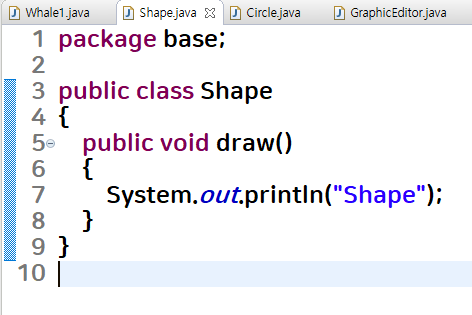 Whale1.java Shape.java Circle.java GraphicEditor.java
1 package base;
2
3 public class Shape
4 {
5 public void draw()
6 {
7 System.out.println("Shape");
8 }
9 }
10